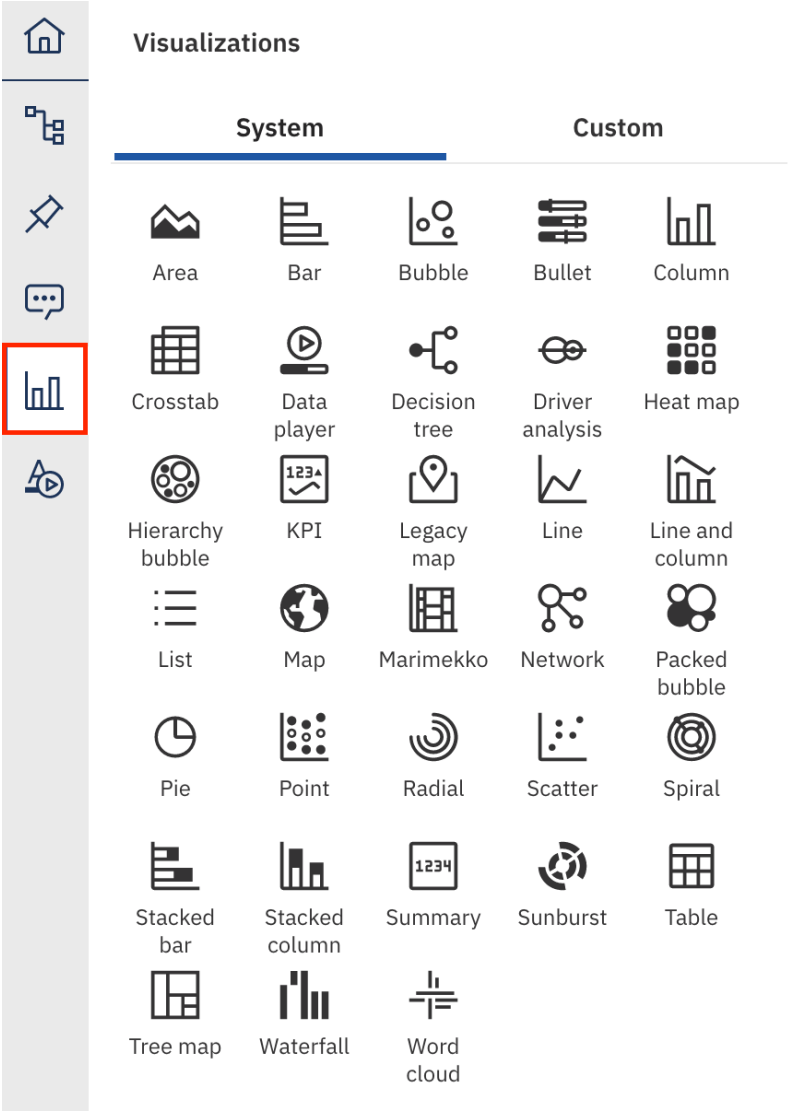 Visualizations
System Custom
Area Bar Bubble Bullet Column
Crosstab Data player Decision tree Driver analysis Heat map
123
Hierarchy bubble KPI Legacy map Line Line and column
List Map Marimekko Network Packed bubble
Pie Point Radial Scatter Spiral
1234
Stacked bar Stacked column Summary Sunburst Table
Tree map Waterfall Word cloud